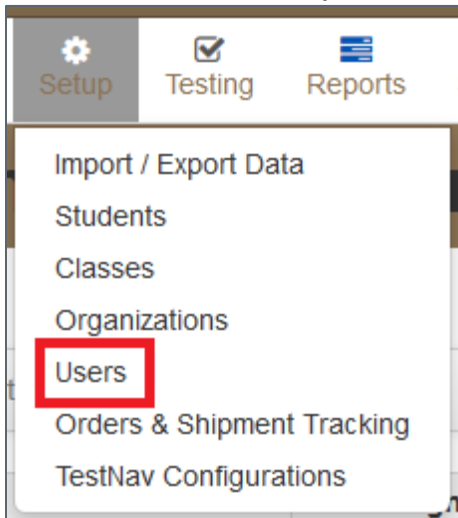 Setup Testing Reports
Import / Export Data
Students
Classes
Organizations
Users
Orders & Shipment Tracking
TestNav Configurations